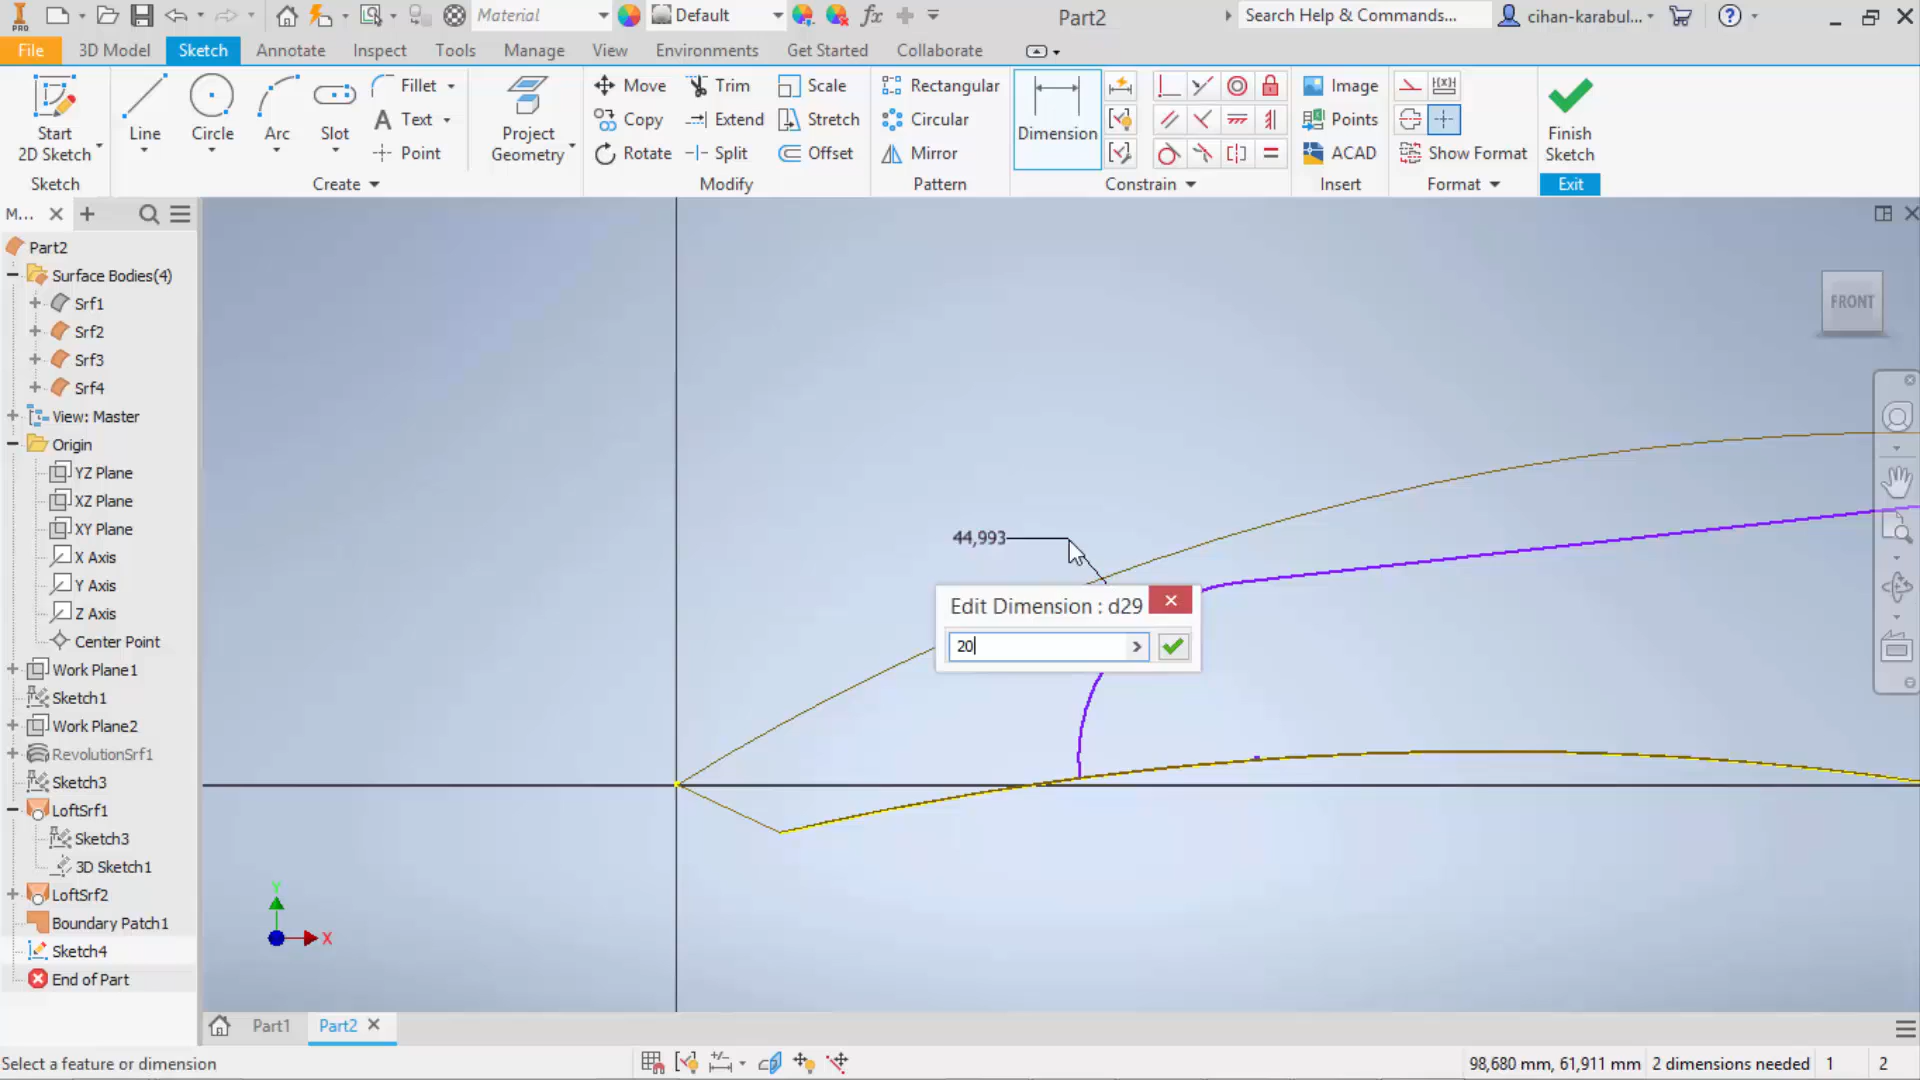 PRO
Material
Default
fx
Part2
Search Help & Commands...
cihan-karabul...
File
3D Model
Sketch
Annotate
Inspect
Tools
Manage
View
Environments
Get Started
Collaborate
Start
2D Sketch
Line
Circle
Arc
Slot
Fillet
Text
Point
Project
Geometry
Move
Copy
Rotate
Trim
Extend
Split
Scale
Stretch
Offset
Rectangular
Circular
Mirror
Dimension
Image
Points
ACAD
Show Format
Finish
Sketch
Sketch
Create
Modify
Pattern
Constrain
Insert
Format
Exit
M...
Part2
Surface Bodies(4)
Srf1
Srf2
Srf3
Srf4
View: Master
Origin
YZ Plane
XZ Plane
XY Plane
X Axis
Y Axis
Z Axis
Center Point
Work Plane1
Sketch1
Work Plane2
RevolutionSrf1
Sketch3
LoftSrf1
Sketch3
3D Sketch1
LoftSrf2
Boundary Patch1
Sketch4
End of Part
FRONT
44,993
Edit Dimension : d29
20
Y
X
Part1
Part2
Select a feature or dimension
98,680 mm, 61,911 mm
2 dimensions needed
1
2